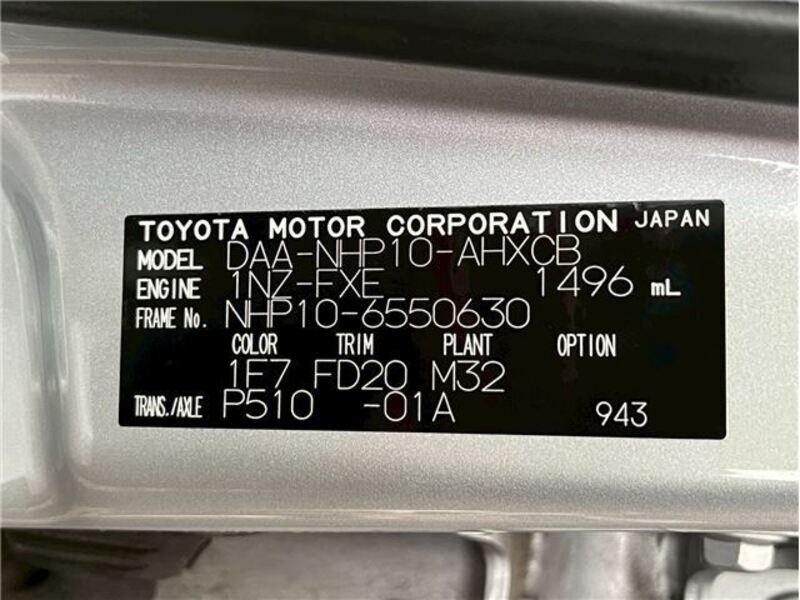 TOYOTA MOTOR CORPORATION JAPAN
MODEL DAA-NHP10-AHXCB
ENGINE 1NZ-FXE 1496 mL
FRAME No. NHP10-6550630
COLOR TRIM PLANT OPTION
1F7 FD20 M32
TRANS./AXLE P510 -01A 943